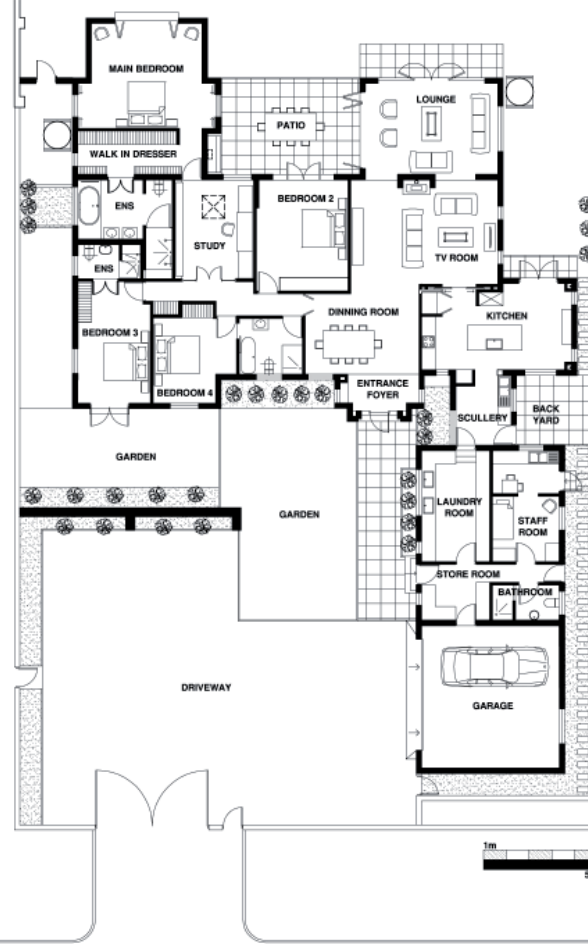 MAIN BEDROOM
LOUNGE
PATIO
WALK IN DRESSER
ENS
BEDROOM 2
STUDY
TV ROOM
ENS
DINNING ROOM
KITCHEN
BEDROOM 3
BEDROOM 4
ENTRANCE
FOYER
SCULLERY
BACK
YARD
GARDEN
LAUNDRY
ROOM
GARDEN
STAFF
ROOM
STORE ROOM
BATHROOM
DRIVEWAY
GARAGE
1m